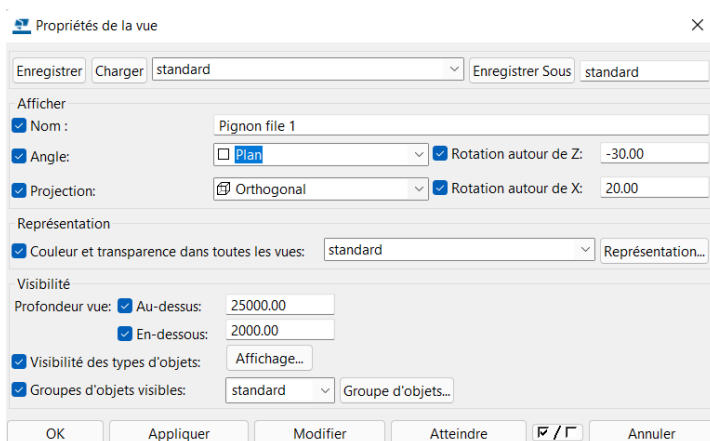 Propriétés de la vue
Enregistrer Charger standard Enregistrer Sous standard
Afficher
Nom : Pignon file 1
Angle: Plan Rotation autour de Z: -30.00
Projection: Orthogonal Rotation autour de X: 20.00
Représentation
Couleur et transparence dans toutes les vues: standard Représentation...
Visibilité
Profondeur vue: Au-dessus: 25000.00
En-dessous: 2000.00
Visibilité des types d'objets: Affichage...
Groupes d'objets visibles: standard Groupe d'objets...
OK Appliquer Modifier Atteindre / Annuler